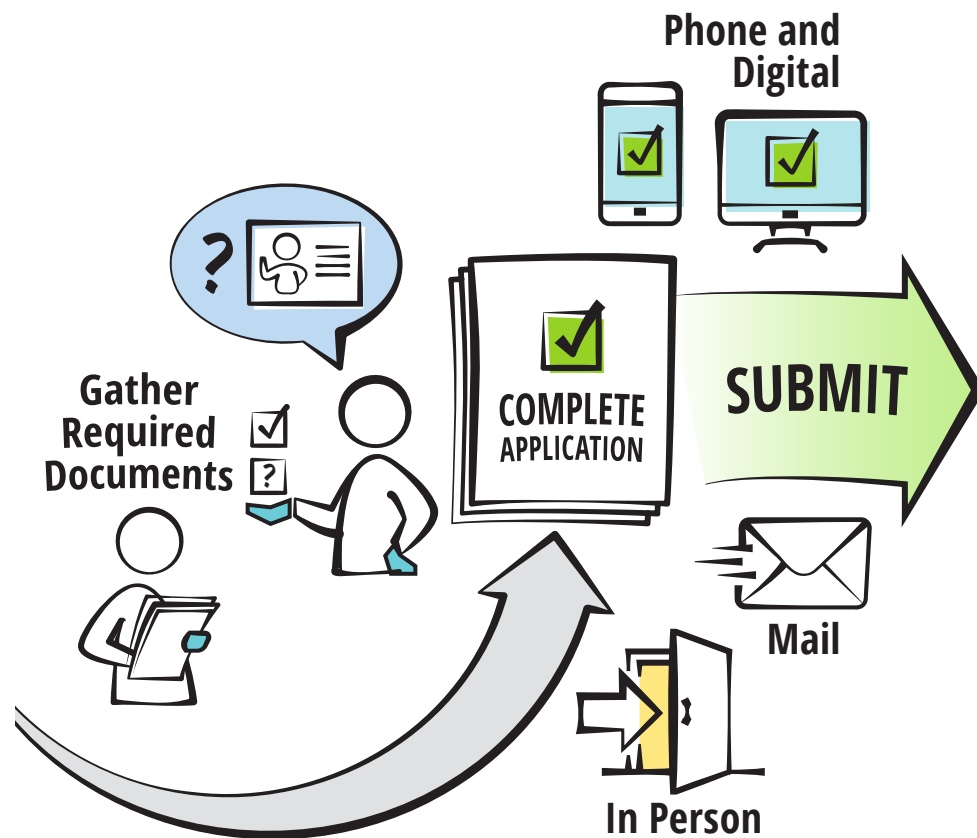 Phone and
Digital
?
Gather
Required
Documents
?
COMPLETE
APPLICATION
SUBMIT
Mail
In Person